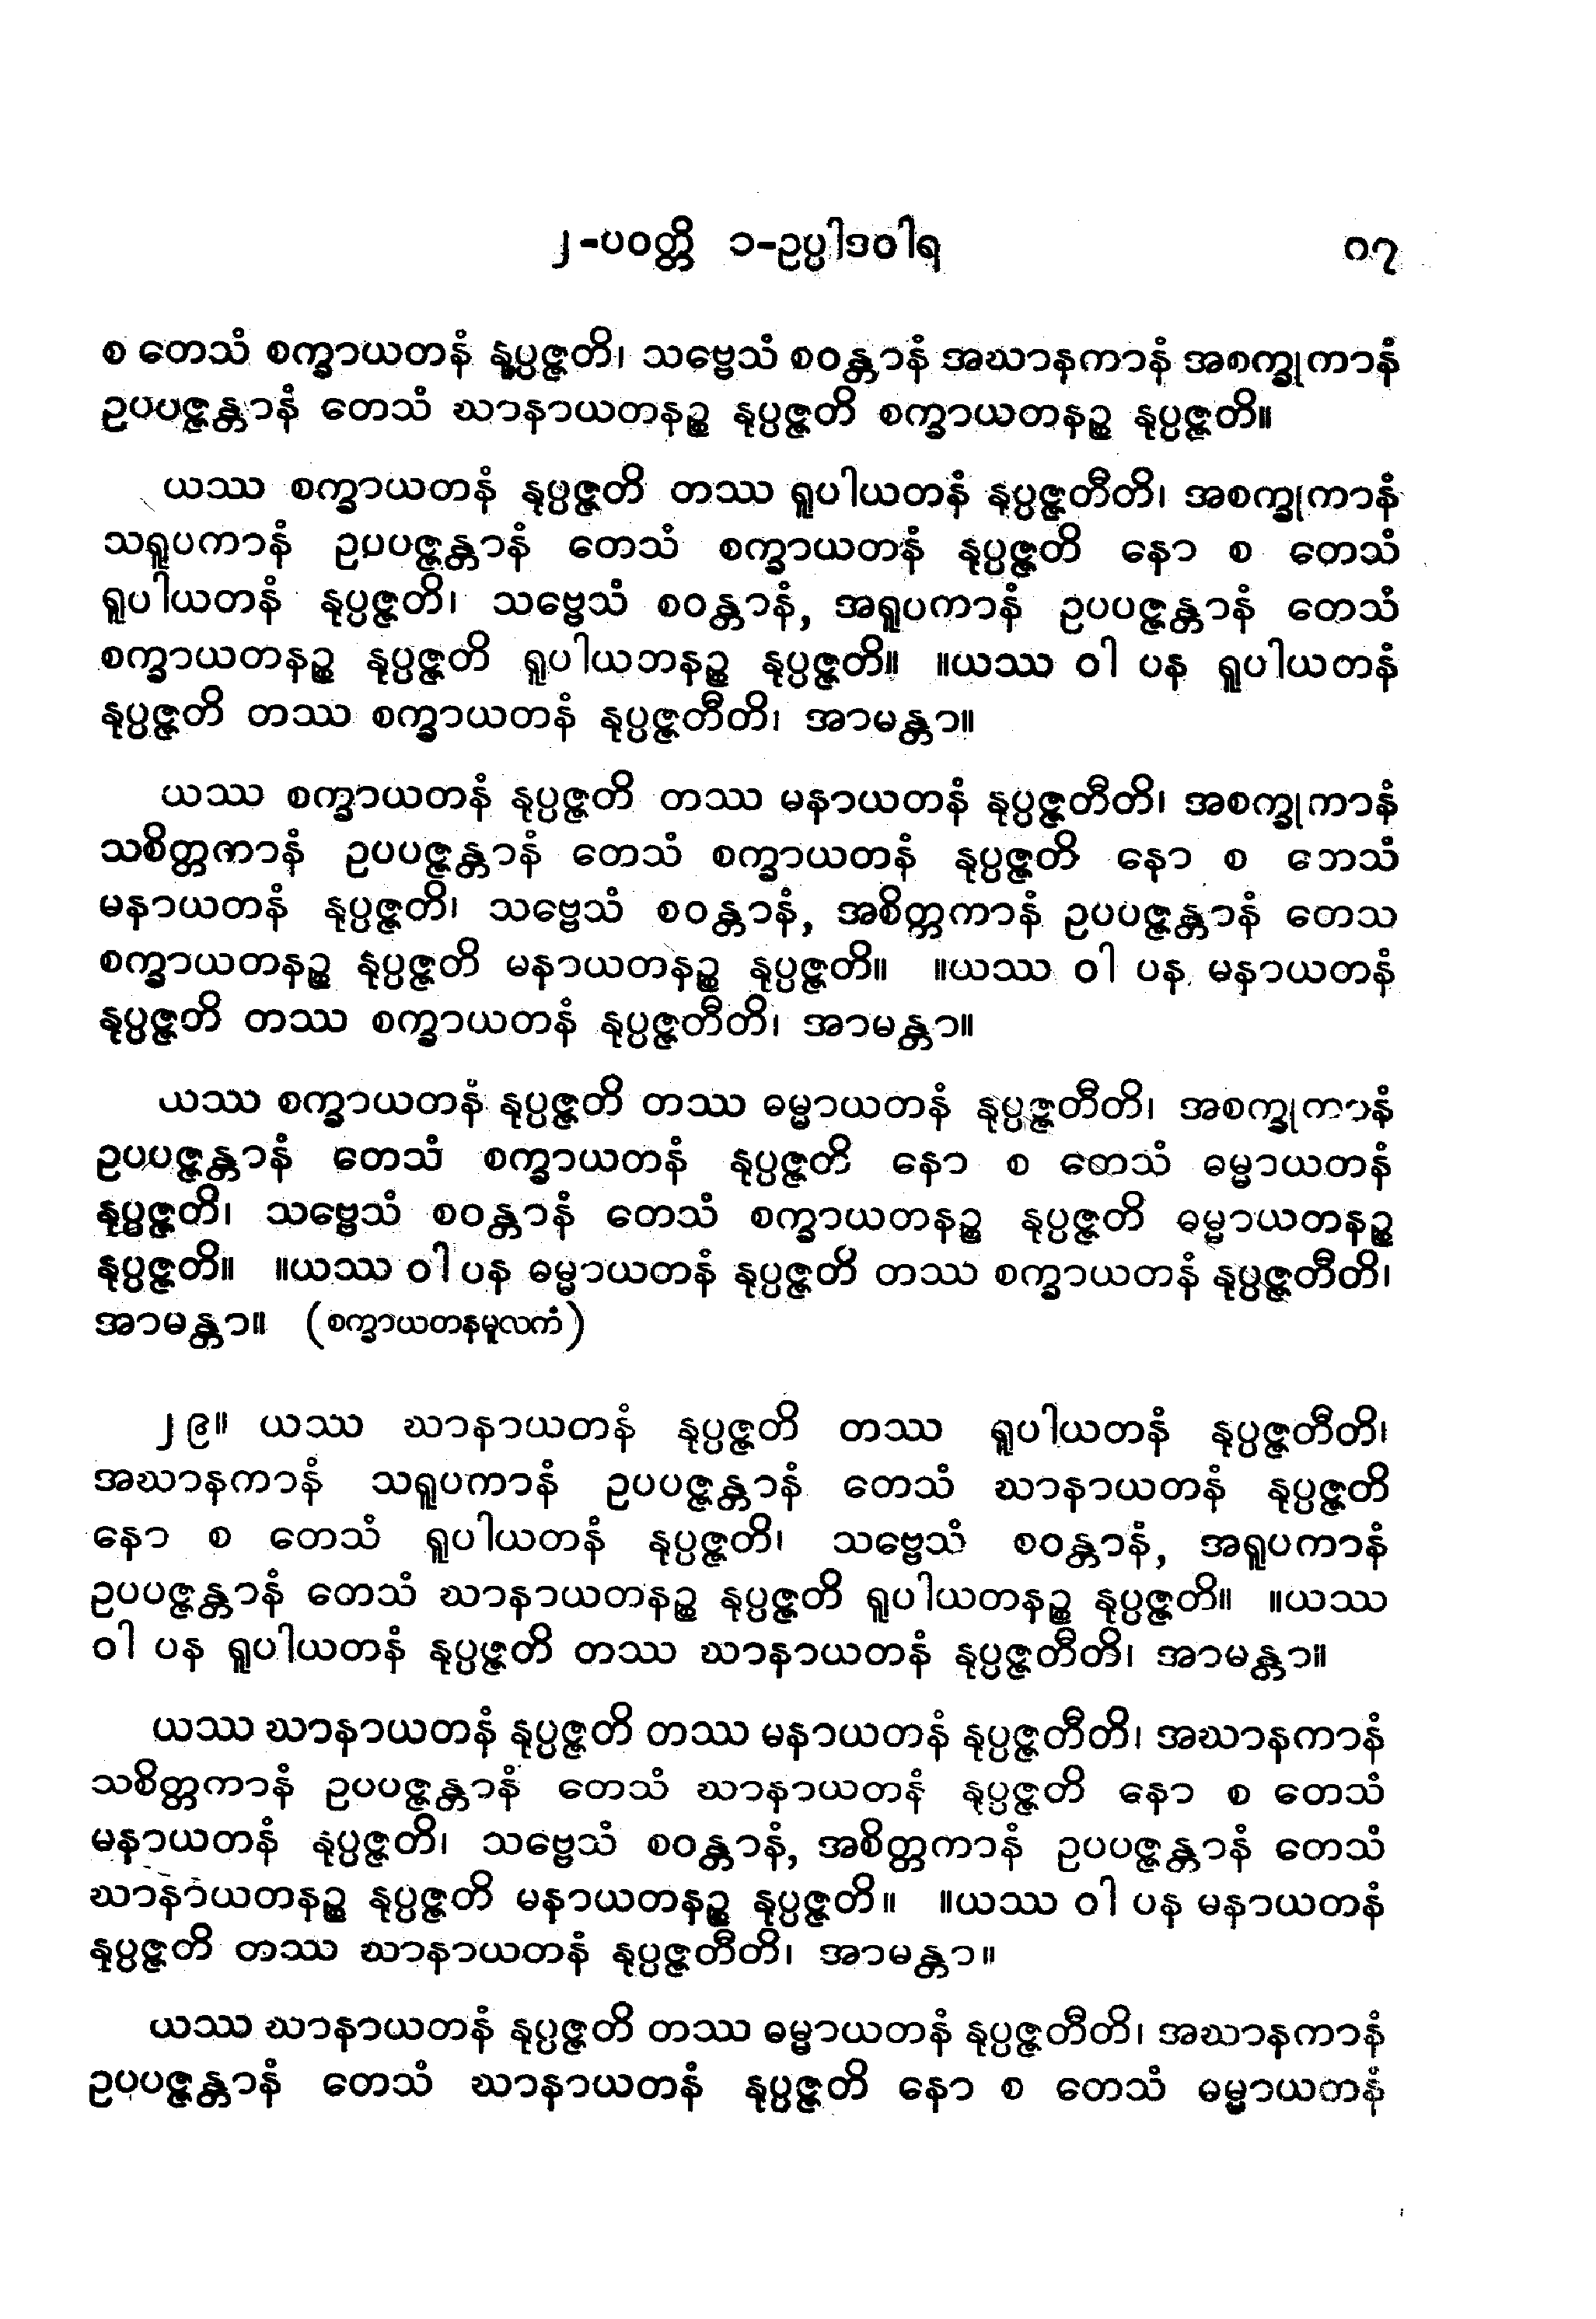 ၂-ပဝတ္တိ ၁-ဥပ္ပါဒဝါရ ၈၇
စ တေသံ စက္ခာယတနံ နုပ္ပဇ္ဇတိ၊ သဗ္ဗေသံ စဝန္တာနံ အဃာနကာနံ အစက္ခုကာနံ
ဥပပဇ္ဇန္တာနံ တေသံ ဃာနာယတနဉ္စ နုပ္ပဇ္ဇတိ စက္ခာယတနဉ္စ နုပ္ပဇ္ဇတိ။
ယဿ စက္ခာယတနံ နုပ္ပဇ္ဇတိ တဿ ရူပါယတနံ နုပ္ပဇ္ဇတီတိ၊ အစက္ခုကာနံ
သရူပကာနံ ဥပပဇ္ဇန္တာနံ တေသံ စက္ခာယတနံ နုပ္ပဇ္ဇတိ နော စ တေသံ
ရူပါယတနံ နုပ္ပဇ္ဇတိ၊ သဗ္ဗေသံ စဝန္တာနံ, အရူပကာနံ ဥပပဇ္ဇန္တာနံ တေသံ
စက္ခာယတနဉ္စ နုပ္ပဇ္ဇတိ ရူပါယဘနဉ္စ နုပ္ပဇ္ဇတိ။ ။ယဿ ဝါ ပန ရူပါယတနံ
နုပ္ပဇ္ဇတိ တဿ စက္ခာယတနံ နုပ္ပဇ္ဇတီတိ၊ အာမန္တာ။
ယဿ စက္ခာယတနံ နုပ္ပဇ္ဇတိ တဿ မနာယတနံ နုပ္ပဇ္ဇတီတိ၊ အစက္ခုကာနံ
သစိတ္တကာနံ ဥပပဇ္ဇန္တာနံ တေသံ စက္ခာယတနံ နုပ္ပဇ္ဇတိ နော စ ဘေသံ
မနာယတနံ နုပ္ပဇ္ဇတိ၊ သဗ္ဗေသံ စဝန္တာနံ, အစိတ္တကာနံ ဥပပဇ္ဇန္တာနံ တေသ
စက္ခာယတနဉ္စ နုပ္ပဇ္ဇတိ မနာယတနဉ္စ နုပ္ပဇ္ဇတိ။ ။ယဿ ဝါ ပန မနာယတနံ
နုပ္ပဇ္ဇတိ တဿ စက္ခာယတနံ နုပ္ပဇ္ဇတီတိ၊ အာမန္တာ။
ယဿ စက္ခာယတနံ နုပ္ပဇ္ဇတိ တဿ ဓမ္မာယတနံ နုပ္ပဇ္ဇတီတိ၊ အစက္ခုကာနံ
ဥပပဇ္ဇန္တာနံ တေသံ စက္ခာယတနံ နုပ္ပဇ္ဇတိ နော စ တေသံ ဓမ္မာယတနံ
နုပ္ပဇ္ဇတိ၊ သဗ္ဗေသံ စဝန္တာနံ တေသံ စက္ခာယတနဉ္စ နုပ္ပဇ္ဇတိ ဓမ္မာယတနဉ္စ
နုပ္ပဇ္ဇတိ။ ။ယဿ ဝါ ပန ဓမ္မာယတနံ နုပ္ပဇ္ဇတိ တဿ စက္ခာယတနံ နုပ္ပဇ္ဇတီတိ၊
အာမန္တာ။ (စက္ခာယတနမူလကံ)
၂၉။ ယဿ ဃာနာယတနံ နုပ္ပဇ္ဇတိ တဿ ရူပါယတနံ နုပ္ပဇ္ဇတီတိ၊
အဃာနကာနံ သရူပကာနံ ဥပပဇ္ဇန္တာနံ တေသံ ဃာနာယတနံ နုပ္ပဇ္ဇတိ
နော စ တေသံ ရူပါယတနံ နုပ္ပဇ္ဇတိ၊ သဗ္ဗေသံ စဝန္တာနံ, အရူပကာနံ
ဥပပဇ္ဇန္တာနံ တေသံ ဃာနာယတနဉ္စ နုပ္ပဇ္ဇတိ ရူပါယတနဉ္စ နုပ္ပဇ္ဇတိ။ ။ယဿ
ဝါ ပန ရူပါယတနံ နုပ္ပဇ္ဇတိ တဿ ဃာနာယတနံ နုပ္ပဇ္ဇတီတိ၊ အာမန္တာ။
ယဿ ဃာနာယတနံ နုပ္ပဇ္ဇတိ တဿ မနာယတနံ နုပ္ပဇ္ဇတီတိ၊ အဃာနကာနံ
သစိတ္တကာနံ ဥပပဇ္ဇန္တာနံ တေသံ ဃာနာယတနံ နုပ္ပဇ္ဇတိ နော စ တေသံ
မနာယတနံ နုပ္ပဇ္ဇတိ၊ သဗ္ဗေသံ စဝန္တာနံ, အစိတ္တကာနံ ဥပပဇ္ဇန္တာနံ တေသံ
ဃာနာယတနဉ္စ နုပ္ပဇ္ဇတိ မနာယတနဉ္စ နုပ္ပဇ္ဇတိ။ ။ယဿ ဝါ ပန မနာယတနံ
နုပ္ပဇ္ဇတိ တဿ ဃာနာယတနံ နုပ္ပဇ္ဇတီတိ၊ အာမန္တာ။
ယဿ ဃာနာယတနံ နုပ္ပဇ္ဇတိ တဿ ဓမ္မာယတနံ နုပ္ပဇ္ဇတီတိ၊ အဃာနကာနံ
ဥပပဇ္ဇန္တာနံ တေသံ ဃာနာယတနံ နုပ္ပဇ္ဇတိ နော စ တေသံ ဓမ္မာယတနံ